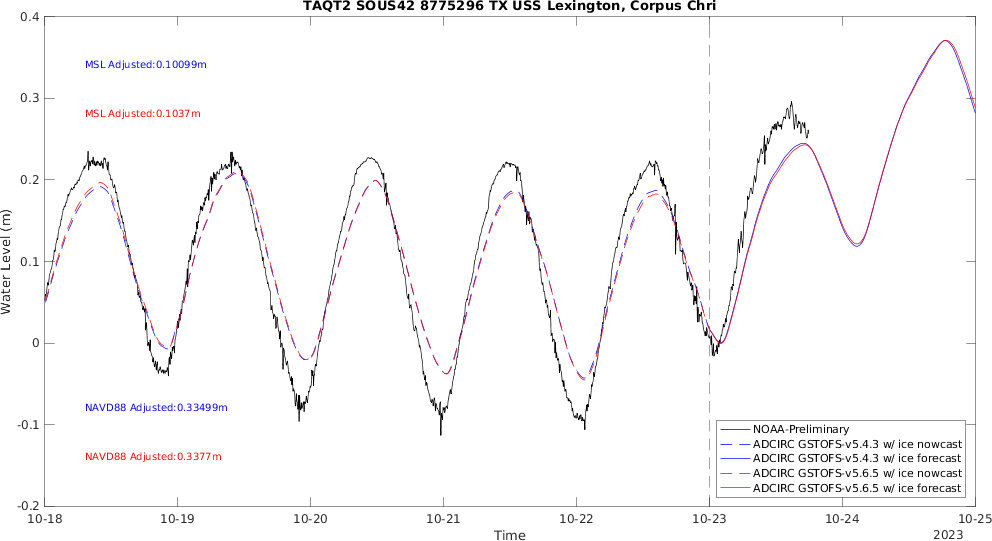 TAQT2 SOUS42 8775296 TX USS Lexington, Corpus Chri
0.4
0.3
0.2
0.1
0
-0.1
-0.2
Water Level (m)
MSL Adjusted:0.10099m
MSL Adjusted:0.1037m
NAVD88 Adjusted:0.33499m
NAVD88 Adjusted:0.3377m
NOAA-Preliminary
ADCIRC GSTOFS-v5.4.3 w/ ice nowcast
ADCIRC GSTOFS-v5.4.3 w/ ice forecast
ADCIRC GSTOFS-v5.6.5 w/ ice nowcast
ADCIRC GSTOFS-v5.6.5 w/ ice forecast
10-18 10-19 10-20 10-21 10-22 10-23 10-24 10-25
Time
2023